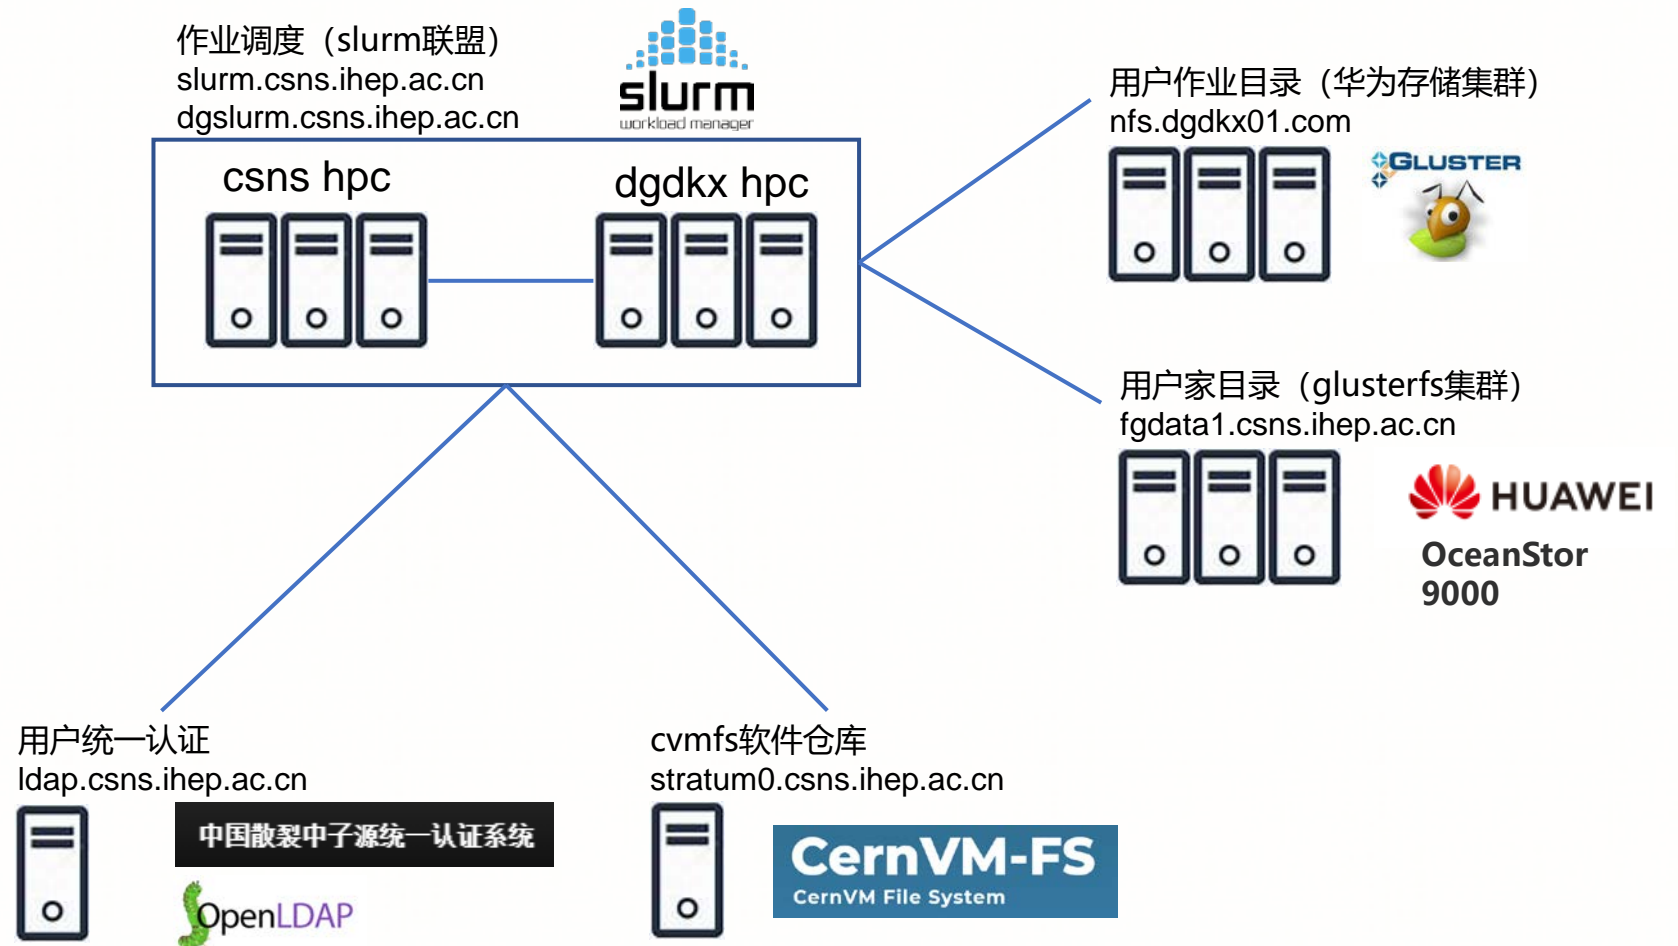 作业调度（slurm联盟）
slurm.csns.ihep.ac.cn
dgslurm.csns.ihep.ac.cn
slurm
workload manager
csns hpc
dgdkx hpc
用户作业目录（华为存储集群）
nfs.dgdkx01.com
GLUSTER
用户家目录（glusterfs集群）
fgdata1.csns.ihep.ac.cn
HUAWEI
OceanStor
9000
用户统一认证
ldap.csns.ihep.ac.cn
中国散裂中子源统一认证系统
OpenLDAP
cvmfs软件仓库
stratum0.csns.ihep.ac.cn
CernVM-FS
CernVM File System